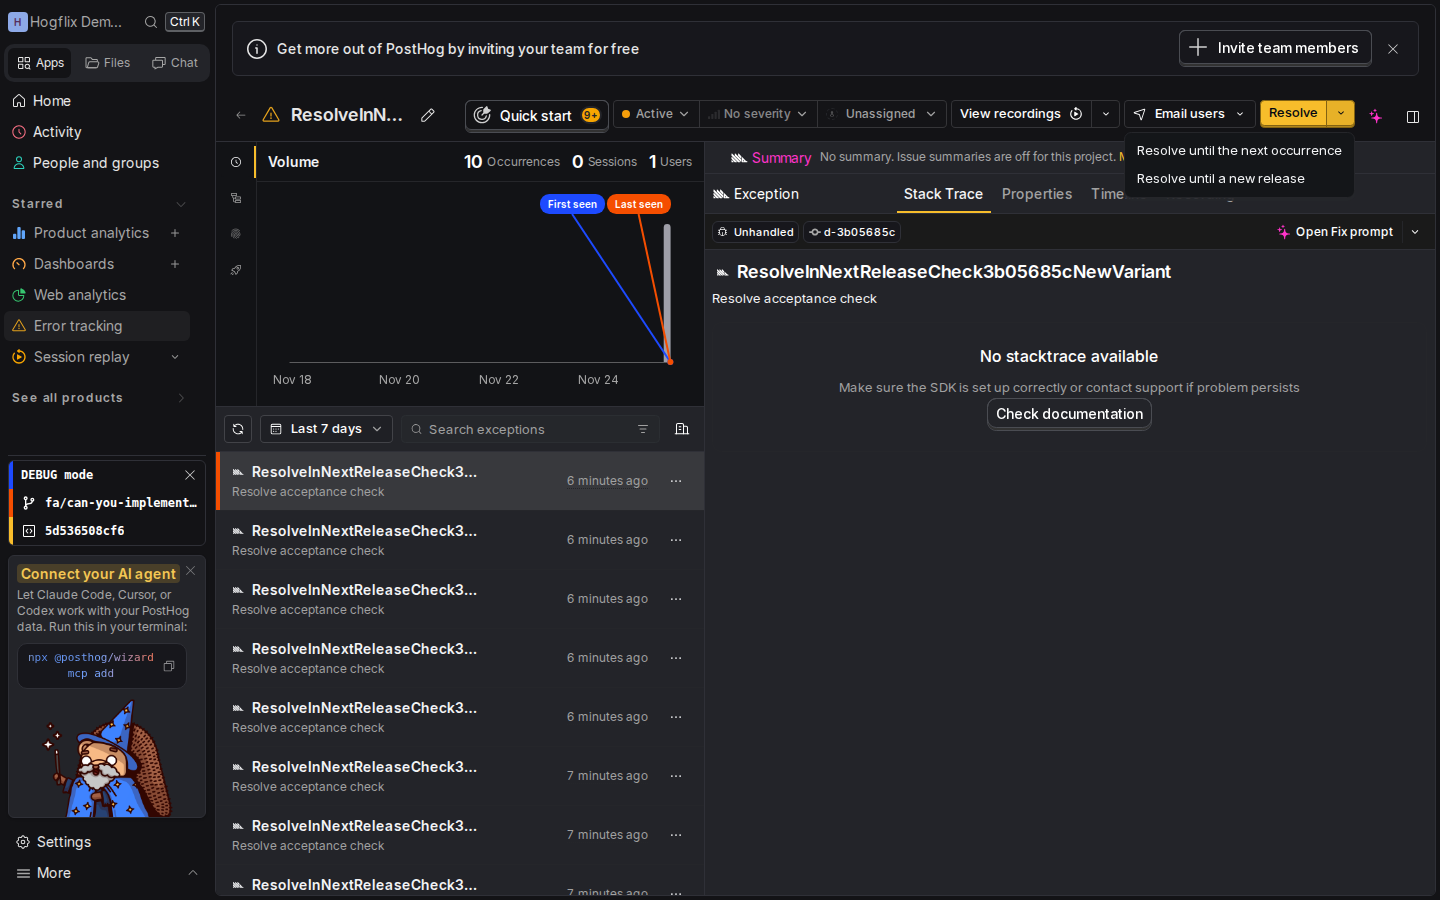 H Hogflix Dem... Ctrl K
Apps Files Chat
Home
Activity
People and groups
Starred
Product analytics
Dashboards
Web analytics
Error tracking
Session replay
See all products
DEBUG mode
fa/can-you-implement...
5d536508cf6
Connect your AI agent
Let Claude Code, Cursor, or
Codex work with your PostHog
data. Run this in your terminal:
npx @posthog/wizard
mcp add
Settings
More
Get more out of PostHog by inviting your team for free
Invite team members
ResolveInN...
Quick start 9+
Active
No severity
Unassigned
View recordings
Email users
Resolve
Resolve until the next occurrence
Resolve until a new release
Volume
10 Occurrences 0 Sessions 1 Users
First seen Last seen
Nov 18 Nov 20 Nov 22 Nov 24
Last 7 days
Search exceptions
ResolveInNextReleaseCheck3...
Resolve acceptance check
6 minutes ago
ResolveInNextReleaseCheck3...
Resolve acceptance check
6 minutes ago
ResolveInNextReleaseCheck3...
Resolve acceptance check
6 minutes ago
ResolveInNextReleaseCheck3...
Resolve acceptance check
6 minutes ago
ResolveInNextReleaseCheck3...
Resolve acceptance check
6 minutes ago
ResolveInNextReleaseCheck3...
Resolve acceptance check
7 minutes ago
ResolveInNextReleaseCheck3...
Resolve acceptance check
7 minutes ago
ResolveInNextReleaseCheck3...
7 minutes ago
Summary No summary. Issue summaries are off for this project.
Exception
Stack Trace Properties
Unhandled d-3b05685c
Open Fix prompt
ResolveInNextReleaseCheck3b05685cNewVariant
Resolve acceptance check
No stacktrace available
Make sure the SDK is set up correctly or contact support if problem persists
Check documentation